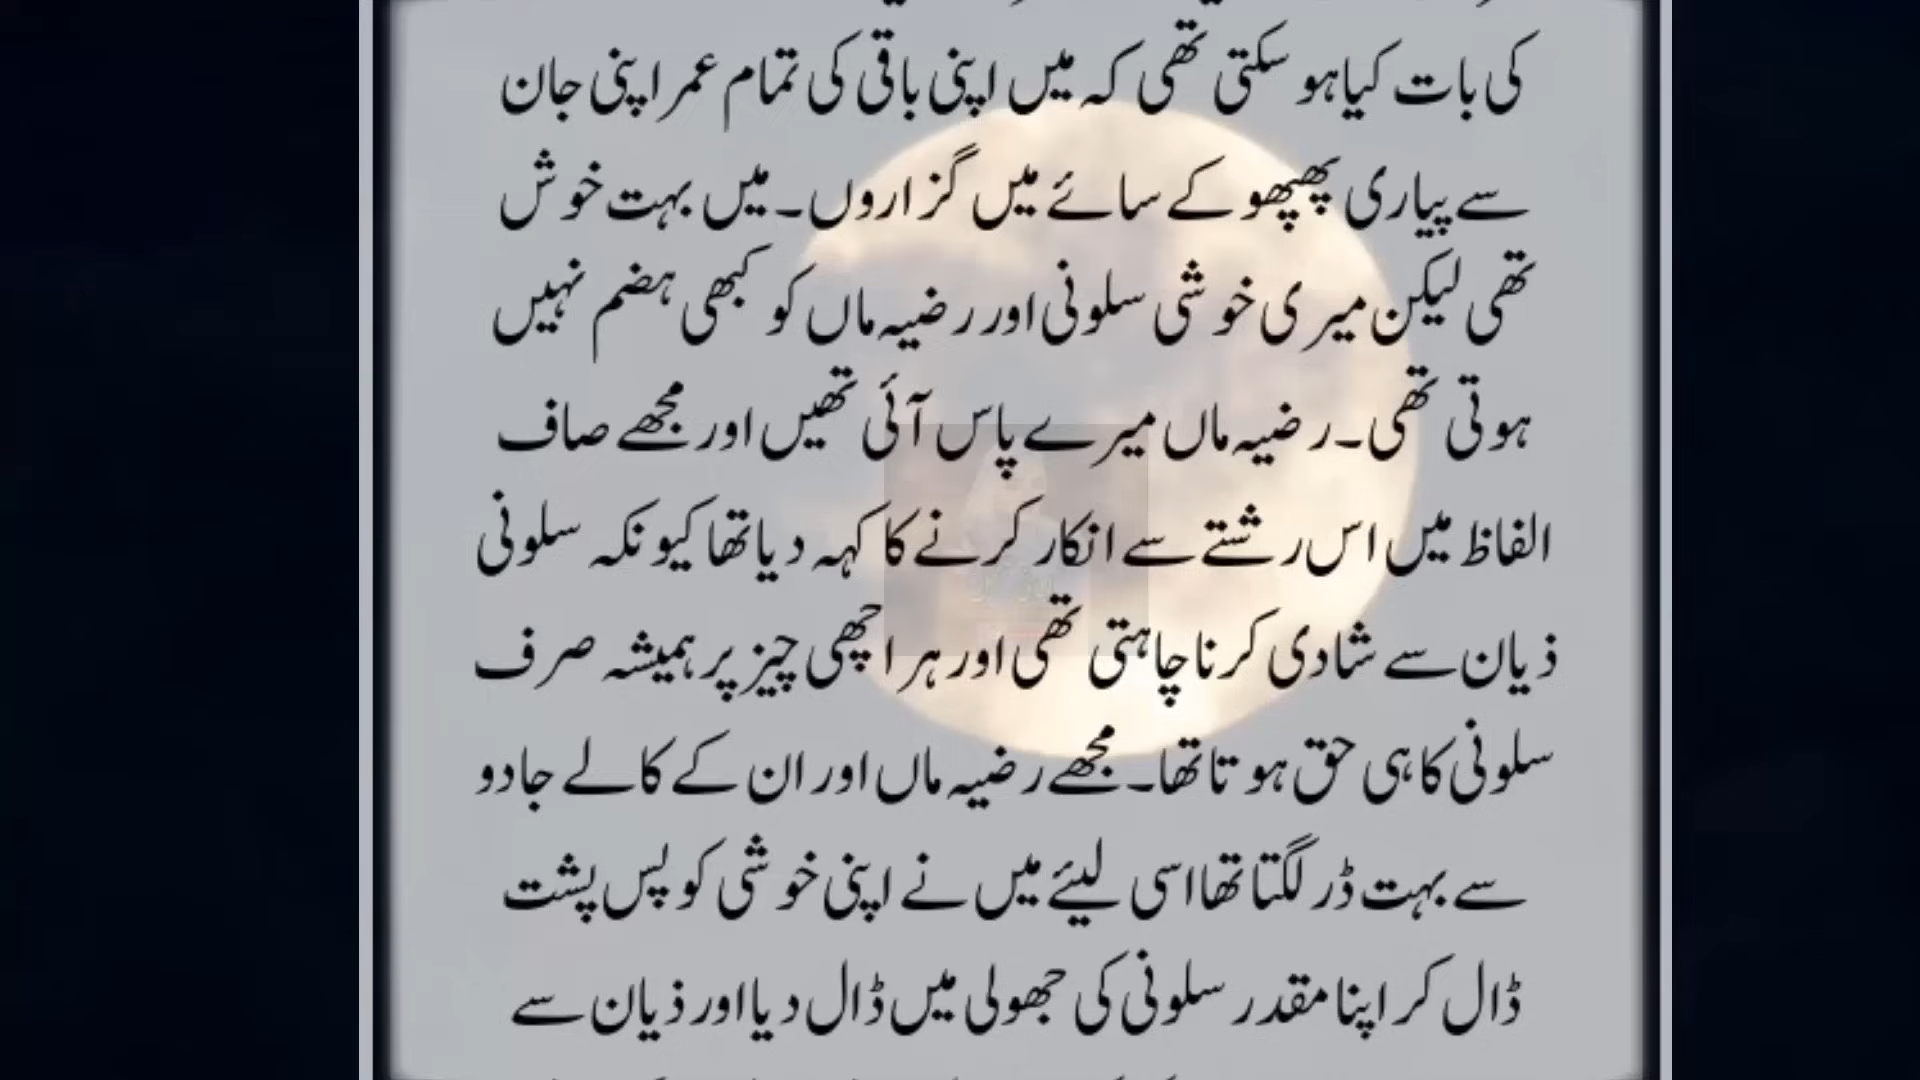 کی بات کیا ہو سکتی تھی کہ میں اپنی باقی کی تمام عمر اپنی جان
سے پیاری پھپھو کے سائے میں گزاروں۔ میں بہت خوش
تھی لیکن میری خوشی سلونی اور رضیہ ماں کو کبھی ہضم نہیں
ہوتی تھی۔ رضیہ ماں میرے پاس آئی تھیں اور مجھے صاف
الفاظ میں اس رشتے سے انکار کرنے کا کہہ دیا تھا کیونکہ سلونی
ذیان سے شادی کرنا چاہتی تھی اور ہر اچھی چیز پر ہمیشہ صرف
سلونی کا ہی حق ہوتا تھا۔ مجھے رضیہ ماں اور ان کے کالے جادو
سے بہت ڈر لگتا تھا اسی لیئے میں نے اپنی خوشی کو پس پشت
ڈال کر اپنا مقدر سلونی کی جھولی میں ڈال دیا اور ذیان سے